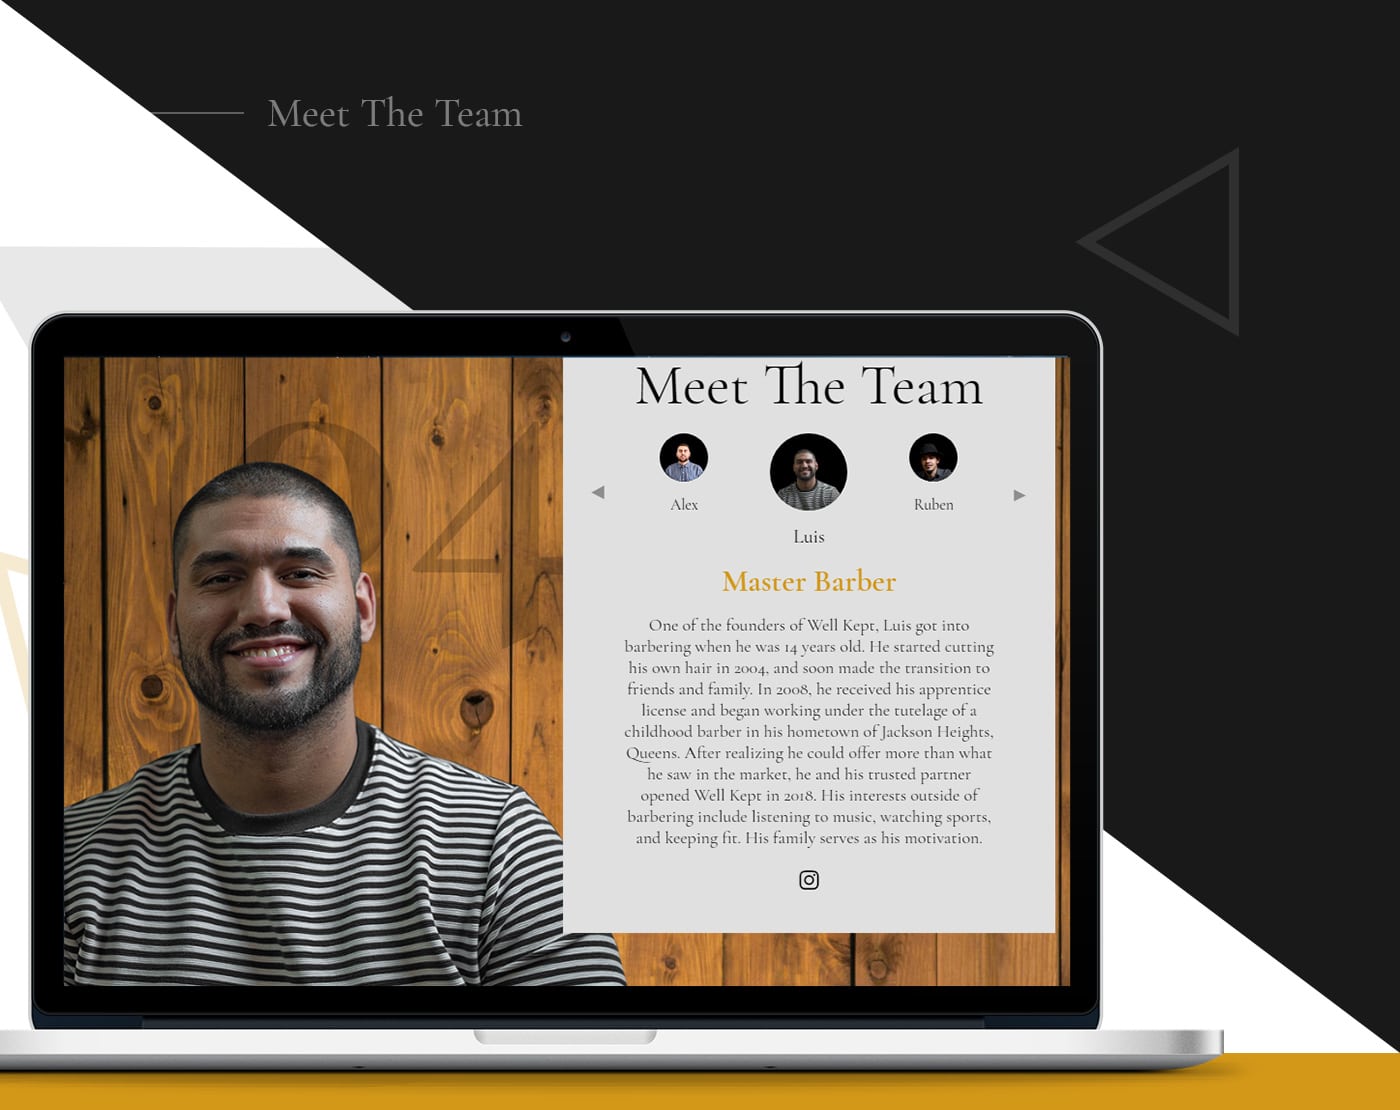 Meet The Team
04
Meet The Team
Alex
Luis
Ruben
Master Barber
One of the founders of Well Kept, Luis got into
barbering when he was 14 years old. He started cutting
his own hair in 2004, and soon made the transition to
friends and family. In 2008, he received his apprentice
license and began working under the tutelage of a
childhood barber in his hometown of Jackson Heights,
Queens. After realizing he could offer more than what
he saw in the market, he and his trusted partner
opened Well Kept in 2018. His interests outside of
barbering include listening to music, watching sports,
and keeping fit. His family serves as his motivation.